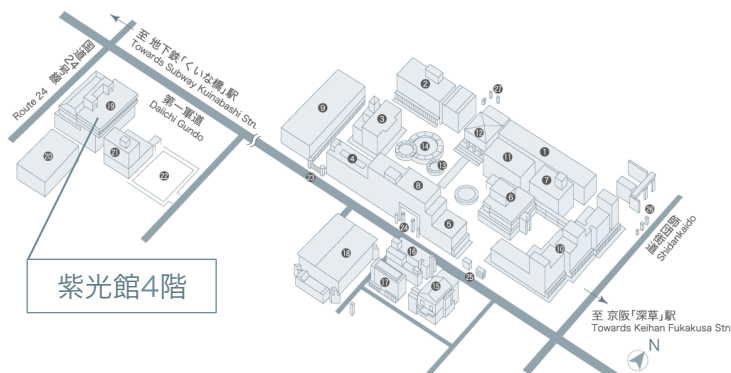 至 地下鉄「くいな橋」駅
Towards Subway Kuinabashi Stn.
国道24号線
Route 24
第一軍道
Daiichi Gundo
紫光館4階
師団街道
Shidankaido
至 京阪「深草」駅
Towards Keihan Fukakusa Stn
N
1
2
3
4
5
6
7
8
9
10
11
12
13
14
15
16
17
18
19
20
21
22
23
24
25
26
27